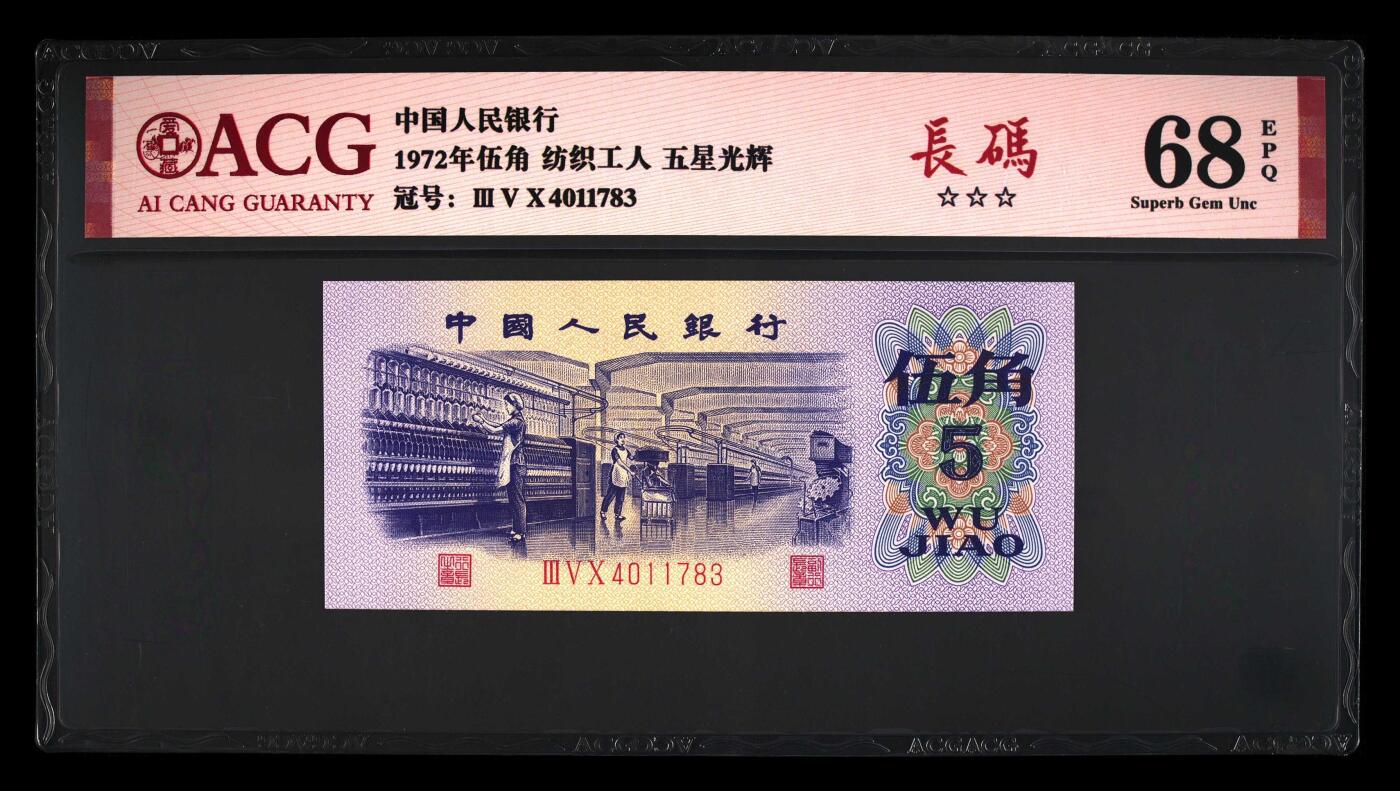 ACG
AI CANG GUARANTY
中国人民银行
1972年伍角 纺织工人 五星光辉
冠号：ⅢⅤⅩ4011783
長碼
☆☆☆
68
EPQ
Superb Gem Unc
中國人民銀行
伍角
5
WU
JIAO
ⅢⅤⅩ4011783